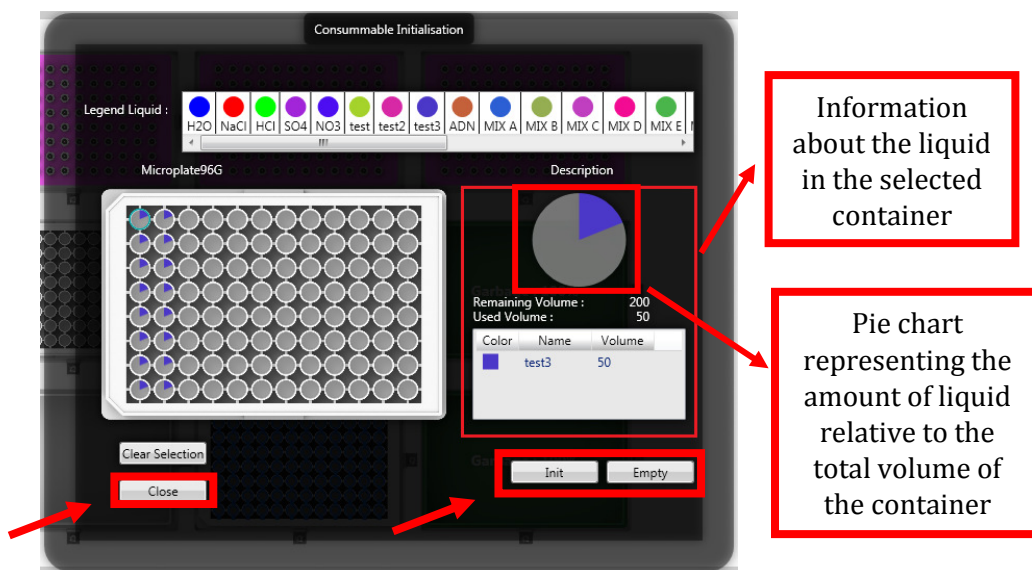 Consummable Initialisation
Legend Liquid :
H2O NaCl HCl SO4 NO3 test test2 test3 ADN MIX A MIX B MIX C MIX D MIX E
Microplate96G
Description
Remaining Volume : 200
Used Volume : 50
Color Name Volume
test3 50
Clear Selection
Close
Init Empty
Information
about the liquid
in the selected
container
Pie chart
representing the
amount of liquid
relative to the
total volume of
the container